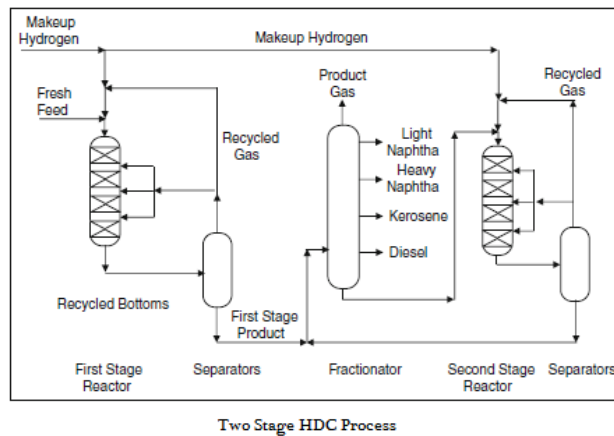 Makeup
Hydrogen
Makeup Hydrogen
Product
Gas
Recycled
Gas
Fresh
Feed
Recycled
Gas
Light
Naphtha
Heavy
Naphtha
Kerosene
Diesel
Recycled Bottoms
First Stage
Product
First Stage
Reactor
Separators
Fractionator
Second Stage
Reactor
Separators
Two Stage HDC Process